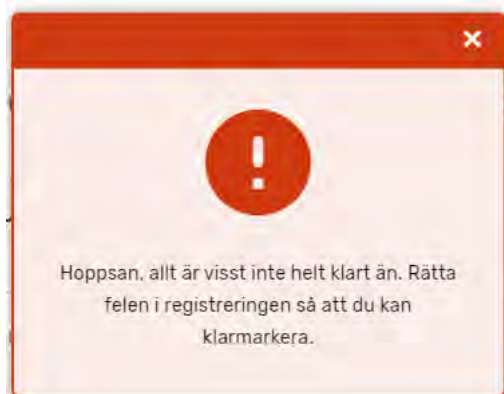 Hoppsan, allt är visst inte helt klart än. Rätta
felen i registreringen så att du kan
klarmarkera.